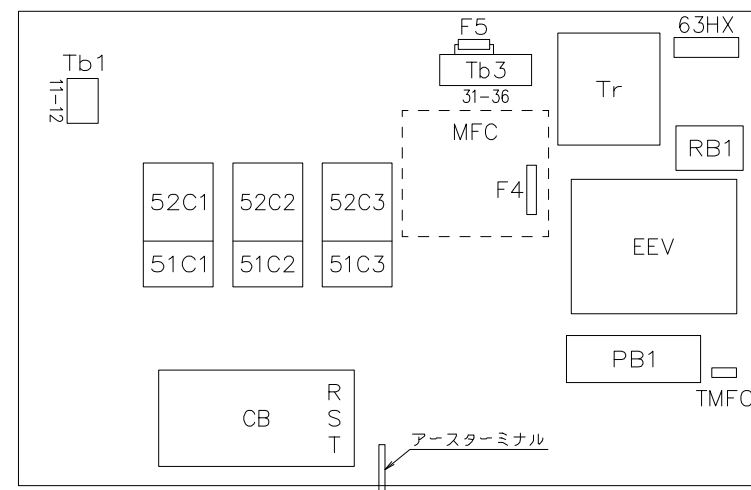 F5
63HX
Tb1
11-12
Tb3
Tr
31-36
MFC
RB1
F4
52C1
52C2
52C3
EEV
51C1
51C2
51C3
PB1
TMFC
CB
R
S
T
アースターミナル